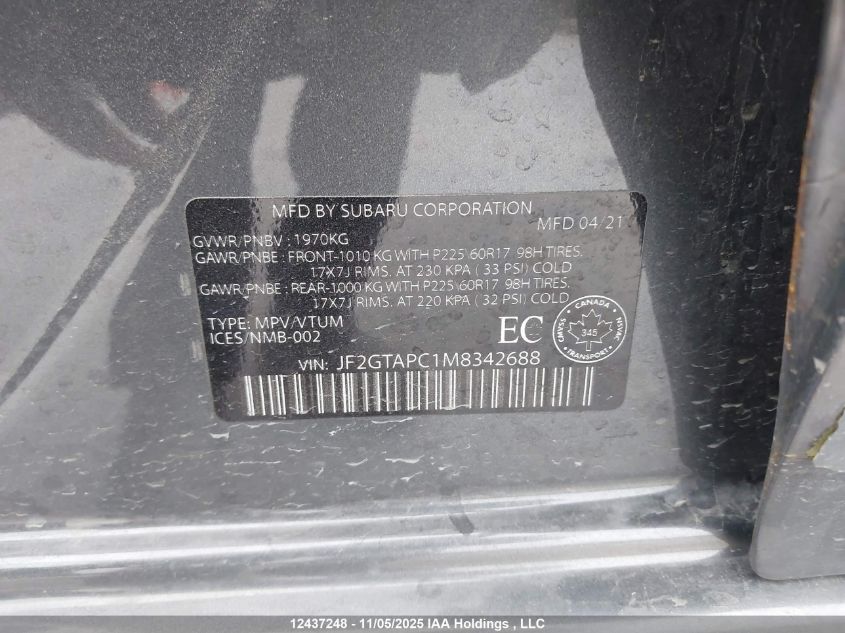 MFD BY SUBARU CORPORATION
MFD 04/21
GVWR/PNBV : 1970KG
GAWR/PNBE : FRONT-1010 KG WITH P225\60R17 98H TIRES.
17X7J RIMS. AT 230 KPA ( 33 PSI) COLD
GAWR/PNBE : REAR-1000 KG WITH P225\60R17 98H TIRES.
17X7J RIMS. AT 220 KPA ( 32 PSI) COLD
TYPE: MPV/VTUM
ICES/NMB-002
EC
CANADA
CMVSS
NSVAC
345
VIN: JF2GTAPC1M8342688
12437248 - 11/05/2025 IAA Holdings , LLC